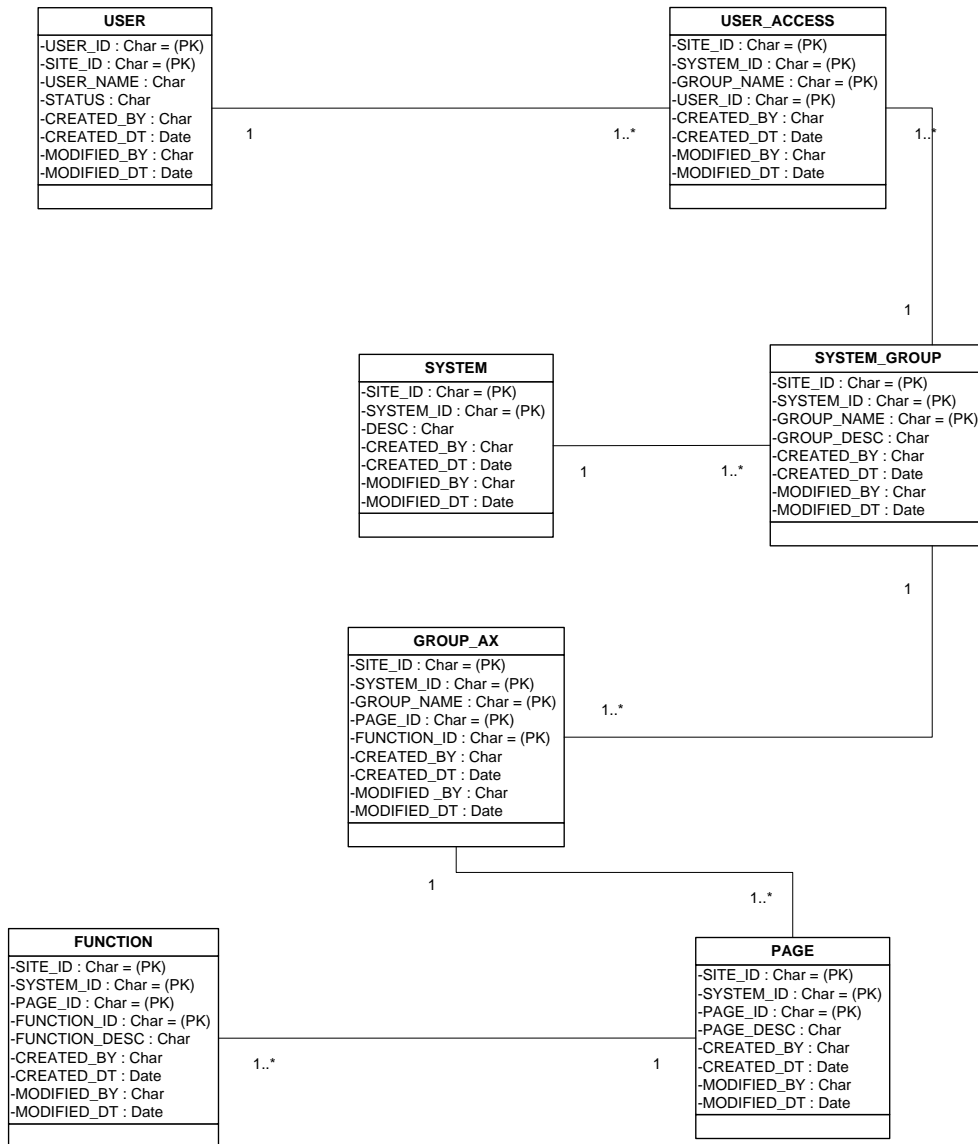 USER
-USER_ID : Char = (PK)
-SITE_ID : Char = (PK)
-USER_NAME : Char
-STATUS : Char
-CREATED_BY : Char
-CREATED_DT : Date
-MODIFIED_BY : Char
-MODIFIED_DT : Date
1
1..*
USER_ACCESS
-SITE_ID : Char = (PK)
-SYSTEM_ID : Char = (PK)
-GROUP_NAME : Char = (PK)
-USER_ID : Char = (PK)
-CREATED_BY : Char
-CREATED_DT : Date
-MODIFIED_BY : Char
-MODIFIED_DT : Date
1..*
1
SYSTEM
-SITE_ID : Char = (PK)
-SYSTEM_ID : Char = (PK)
-DESC : Char
-CREATED_BY : Char
-CREATED_DT : Date
-MODIFIED_BY : Char
-MODIFIED_DT : Date
1
1..*
SYSTEM_GROUP
-SITE_ID : Char = (PK)
-SYSTEM_ID : Char = (PK)
-GROUP_NAME : Char = (PK)
-GROUP_DESC : Char
-CREATED_BY : Char
-CREATED_DT : Date
-MODIFIED_BY : Char
-MODIFIED_DT : Date
1
GROUP_AX
-SITE_ID : Char = (PK)
-SYSTEM_ID : Char = (PK)
-GROUP_NAME : Char = (PK)
-PAGE_ID : Char = (PK)
-FUNCTION_ID : Char = (PK)
-CREATED_BY : Char
-CREATED_DT : Date
-MODIFIED _BY : Char
-MODIFIED_DT : Date
1..*
1
1..*
FUNCTION
-SITE_ID : Char = (PK)
-SYSTEM_ID : Char = (PK)
-PAGE_ID : Char = (PK)
-FUNCTION_ID : Char = (PK)
-FUNCTION_DESC : Char
-CREATED_BY : Char
-CREATED_DT : Date
-MODIFIED_BY : Char
-MODIFIED_DT : Date
1..*
1
PAGE
-SITE_ID : Char = (PK)
-SYSTEM_ID : Char = (PK)
-PAGE_ID : Char = (PK)
-PAGE_DESC : Char
-CREATED_BY : Char
-CREATED_DT : Date
-MODIFIED_BY : Char
-MODIFIED_DT : Date